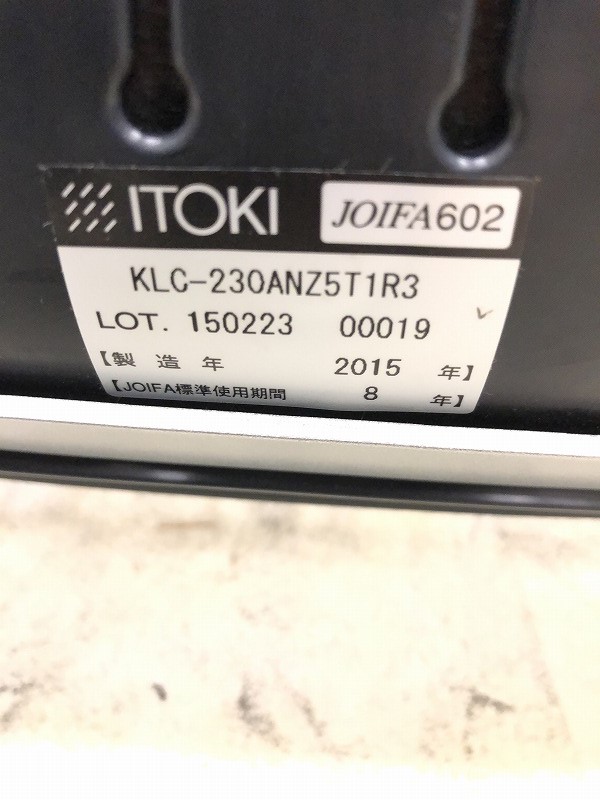 ITOKI JOIFA602
KLC-230ANZ5T1R3
LOT. 150223 00019
【製 造 年 2015 年】
【JOIFA標準使用期間 8 年】